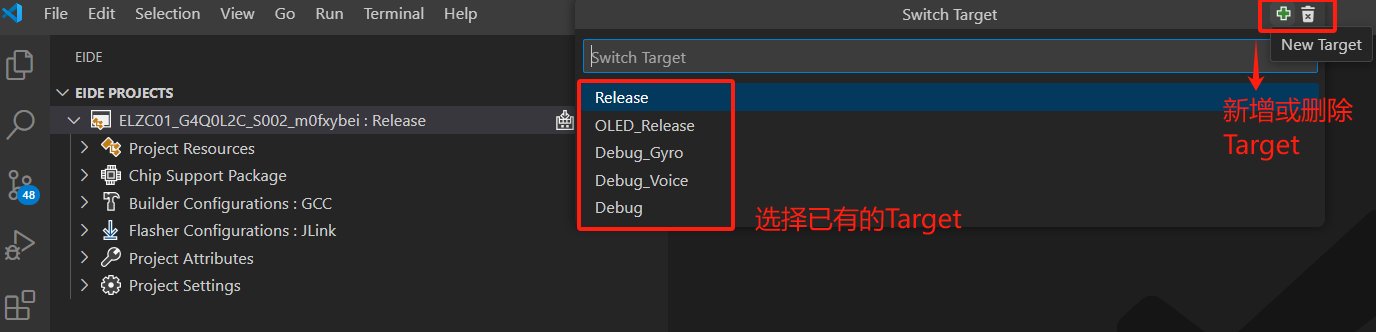 File Edit Selection View Go Run Terminal Help
Switch Target
New Target
EIDE
Switch Target
EIDE PROJECTS
ELZC01_G4Q0L2C_S002_m0fxybei : Release
Project Resources
Chip Support Package
Builder Configurations : GCC
Flasher Configurations : JLink
Project Attributes
Project Settings
48
Release
OLED_Release
Debug_Gyro
Debug_Voice
Debug
选择已有的Target
新增或删除
Target